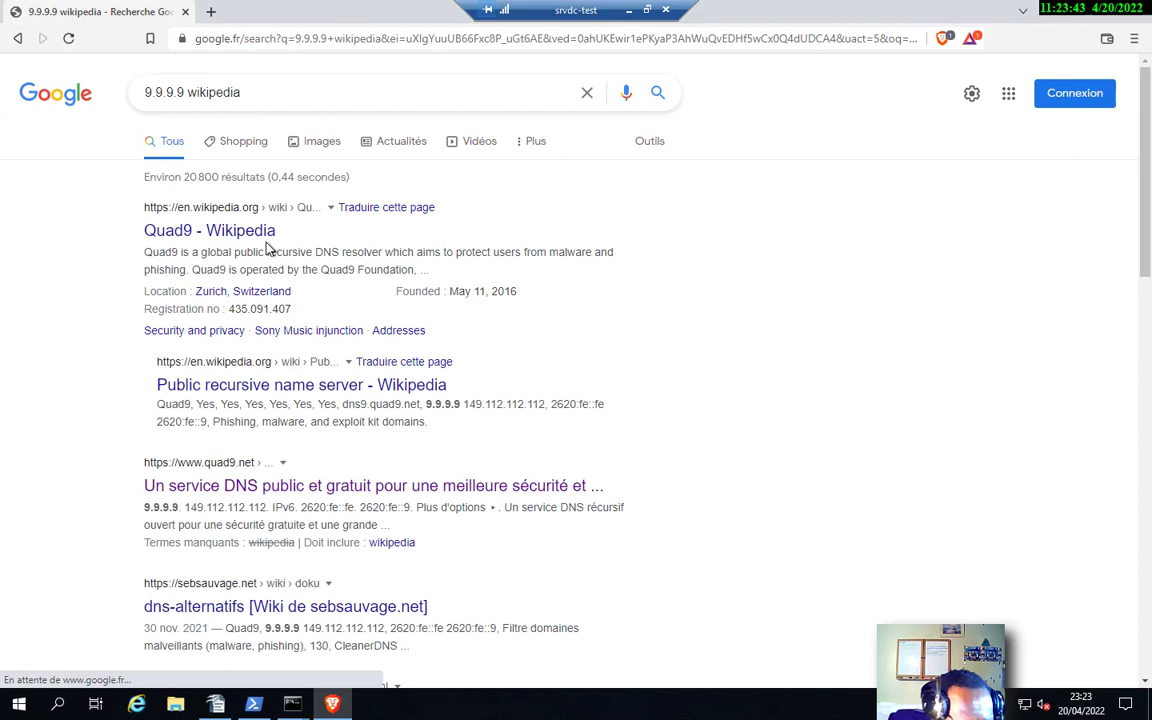 9.9.9.9 wikipedia - Recherche Goo
srvdc-test
11:23:43 4/20/2022
google.fr/search?q=9.9.9.9+wikipedia&ei=uXIgYuuUB66Fxc8P_uGt6AE&ved=0ahUKEwir1ePKyaP3AhWuQvEDHf5wCx0Q4dUDCA4&uact=5&oq=...
1
1
Google
9.9.9.9 wikipedia
Connexion
Tous
Shopping
Images
Actualités
Vidéos
Plus
Outils
Environ 20 800 résultats (0,44 secondes)
https://en.wikipedia.org › wiki › Qu... Traduire cette page
Quad9 - Wikipedia
Quad9 is a global public recursive DNS resolver which aims to protect users from malware and
phishing. Quad9 is operated by the Quad9 Foundation, ...
Location : Zurich, Switzerland Founded : May 11, 2016
Registration no : 435.091.407
Security and privacy · Sony Music injunction · Addresses
https://en.wikipedia.org › wiki › Pub... Traduire cette page
Public recursive name server - Wikipedia
Quad9, Yes, Yes, Yes, Yes, Yes, Yes, dns9.quad9.net, 9.9.9.9 149.112.112.112, 2620:fe::fe
2620:fe::9, Phishing, malware, and exploit kit domains.
https://www.quad9.net › ...
Un service DNS public et gratuit pour une meilleure sécurité et ...
9.9.9.9. 149.112.112.112. IPv6. 2620:fe::fe. 2620:fe::9. Plus d'options ‣ . Un service DNS récursif
ouvert pour une sécurité gratuite et une grande ...
Termes manquants : wikipedia | Doit inclure : wikipedia
https://sebsauvage.net › wiki › doku
dns-alternatifs [Wiki de sebsauvage.net]
30 nov. 2021 — Quad9, 9.9.9.9 149.112.112.112, 2620:fe::fe 2620:fe::9, Filtre domaines
malveillants (malware, phishing), 130, CleanerDNS ...
En attente de www.google.fr...
23:23
20/04/2022